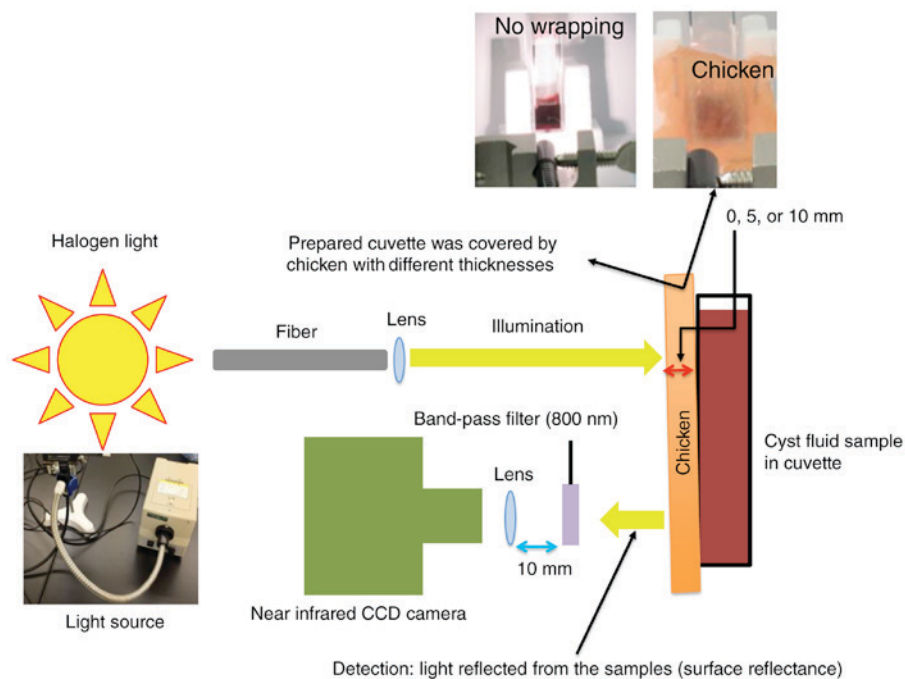 No wrapping
Chicken
0, 5, or 10 mm
Halogen light
Prepared cuvette was covered by
chicken with different thicknesses
Fiber
Lens
Illumination
Band-pass filter (800 nm)
Lens
Chicken
Cyst fluid sample
in cuvette
10 mm
Near infrared CCD camera
Light source
Detection: light reflected from the samples (surface reflectance)